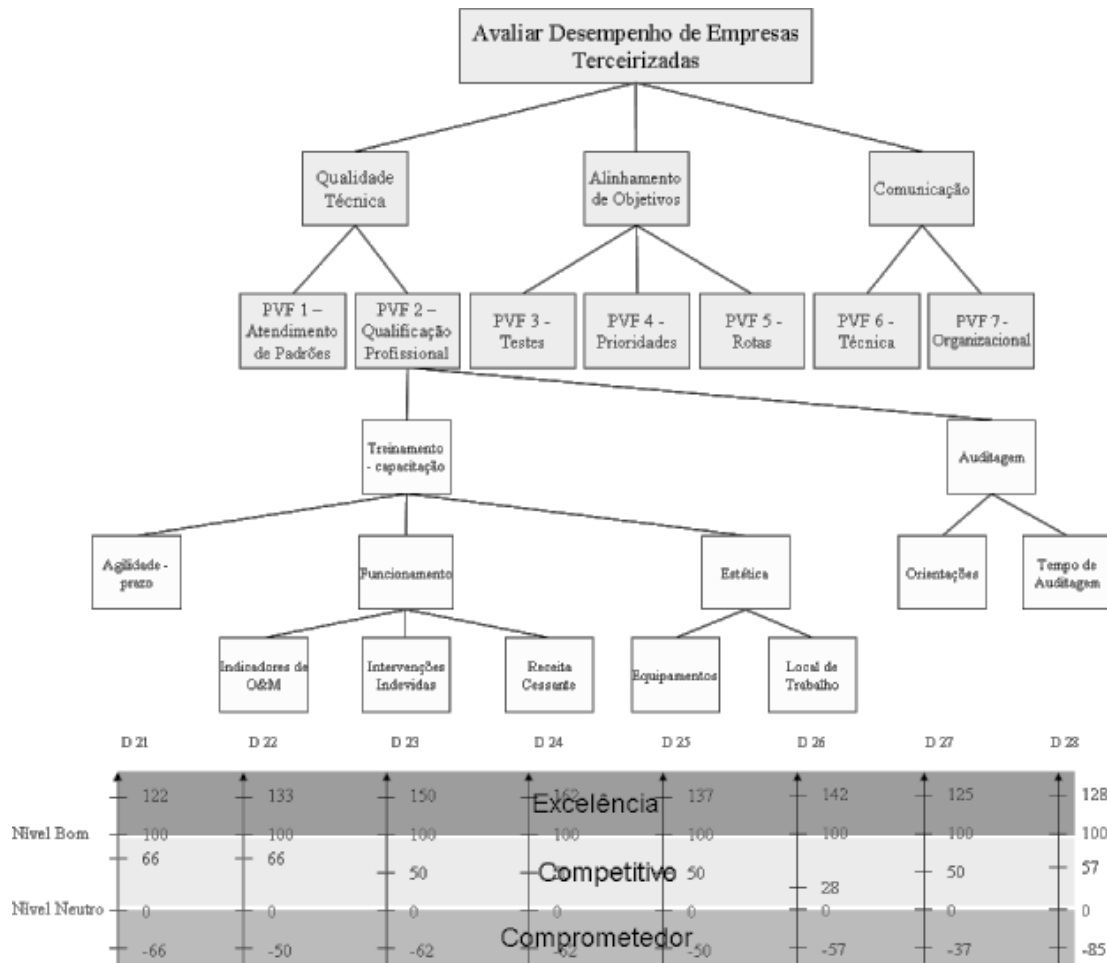 Avaliar Desempenho de Empresas
Terceirizadas
Qualidade
Técnica
Alinhamento
de Objetivos
Comunicação
PVF 1 –
Atendimento
de Padrões
PVF 2 –
Qualificação
Profissional
PVF 3 -
Testes
PVF 4 -
Prioridades
PVF 5 -
Rotas
PVF 6 -
Técnica
PVF 7-
Organizacional
Treinamento
- capacitação
Auditagem
Agilidade -
prazo
Funcionamento
Estética
Orientações
Tempo de
Auditagem
Indicadores de
O&M
Intervenções
Indevidas
Receita
Cessante
Equipamentos
Local de
Trabalho
D 21 D 22 D 23 D 24 D 25 D 26 D 27 D 28
122 133 150 162 137 142 125 128
Excelência
Nível Bom 100 100 100 100 100 100 100 100
66 66 50 50 28 50 57
Competitivo
Nível Neutro 0 0 0 0 0 0 0 0
Comprometedor
-66 -50 -62 -62 -50 -57 -37 -85